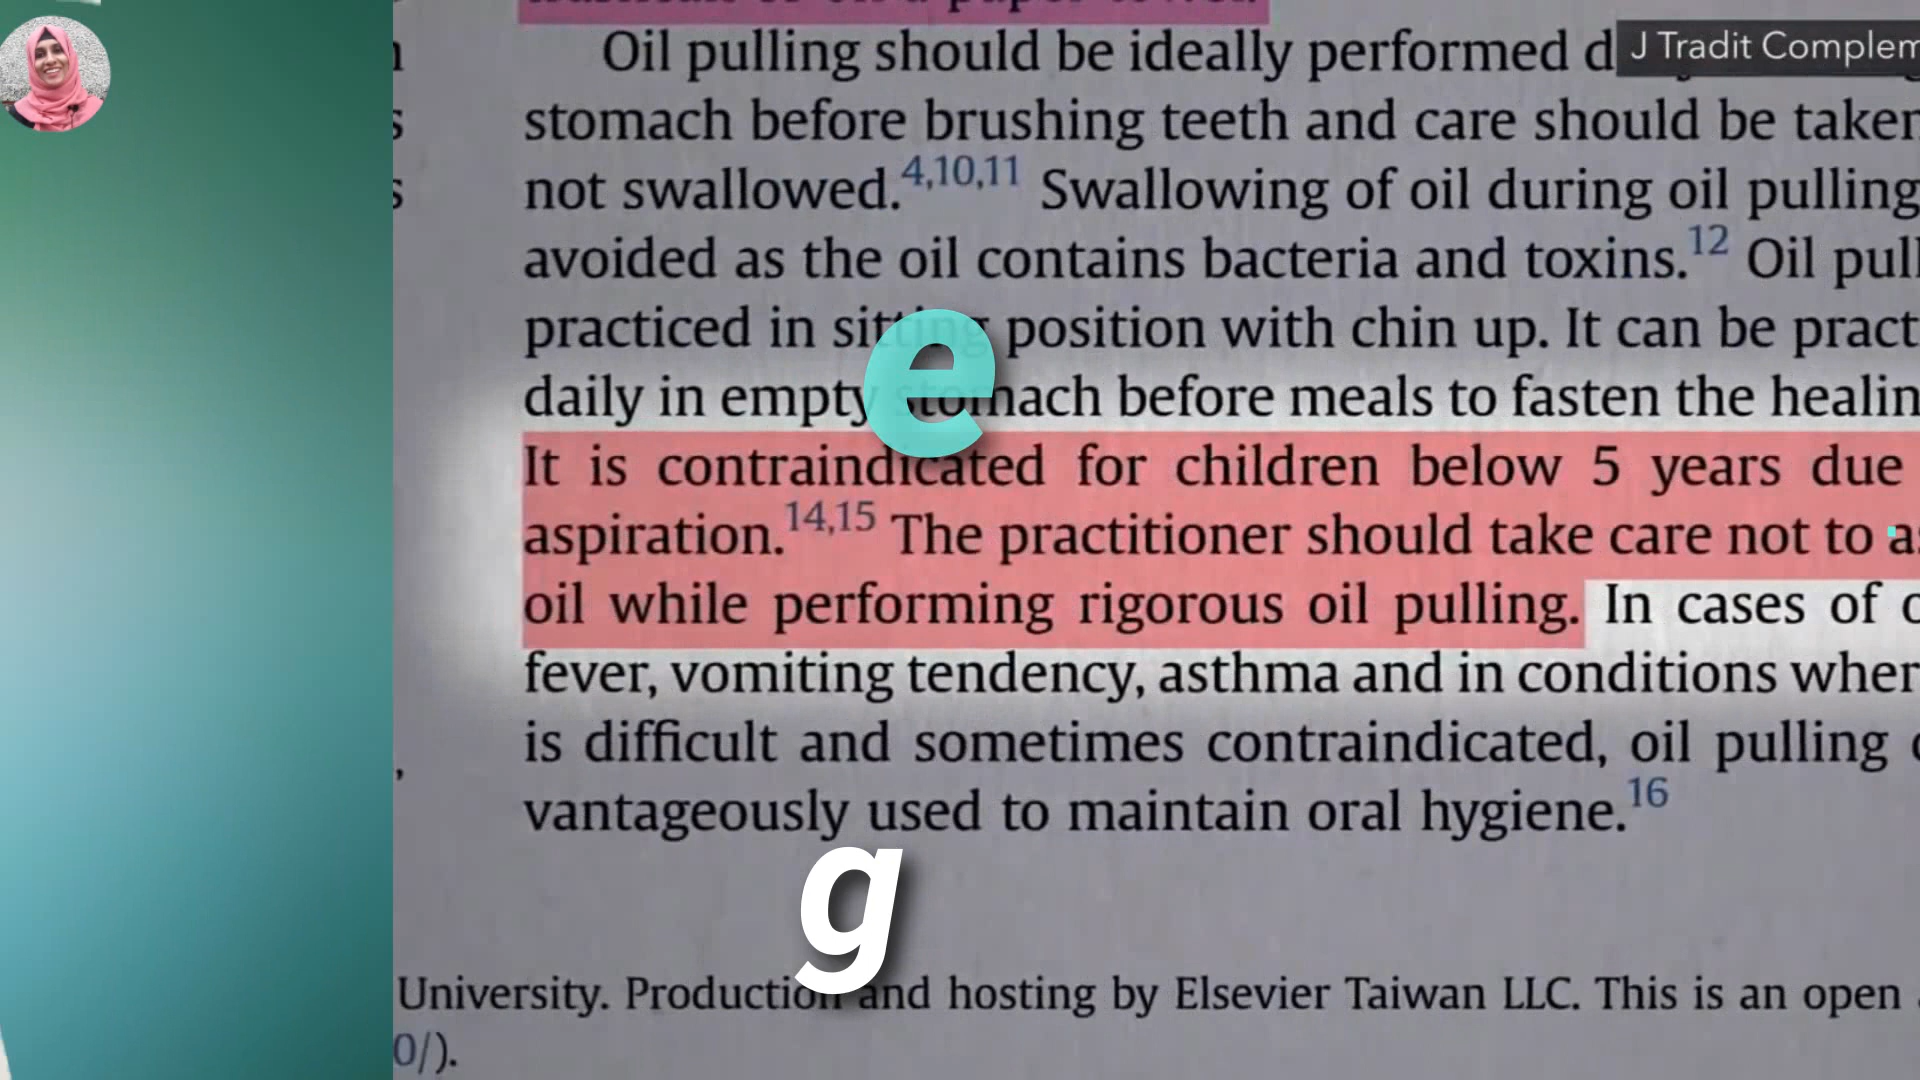 Oil pulling should be ideally performed d
J Tradit Complem
stomach before brushing teeth and care should be taken
not swallowed.4,10,11 Swallowing of oil during oil pulling
avoided as the oil contains bacteria and toxins.12 Oil pull
practiced in sitting position with chin up. It can be pract
daily in empty stomach before meals to fasten the healin
It is contraindicated for children below 5 years due
aspiration.14,15 The practitioner should take care not to as
oil while performing rigorous oil pulling. In cases of o
fever, vomiting tendency, asthma and in conditions wher
is difficult and sometimes contraindicated, oil pulling c
vantageously used to maintain oral hygiene.16
e
g
University. Production and hosting by Elsevier Taiwan LLC. This is an open
0/).